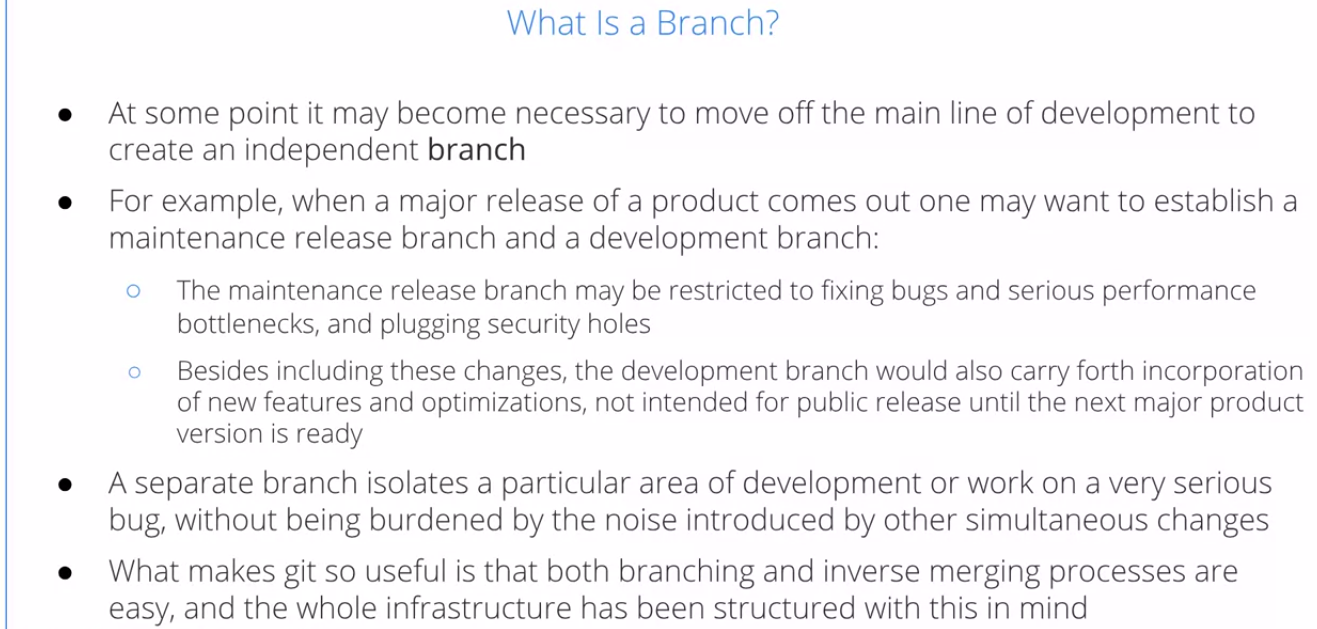 What Is a Branch?
● At some point it may become necessary to move off the main line of development to
create an independent branch
● For example, when a major release of a product comes out one may want to establish a
maintenance release branch and a development branch:
○ The maintenance release branch may be restricted to fixing bugs and serious performance
bottlenecks, and plugging security holes
○ Besides including these changes, the development branch would also carry forth incorporation
of new features and optimizations, not intended for public release until the next major product
version is ready
● A separate branch isolates a particular area of development or work on a very serious
bug, without being burdened by the noise introduced by other simultaneous changes
● What makes git so useful is that both branching and inverse merging processes are
easy, and the whole infrastructure has been structured with this in mind